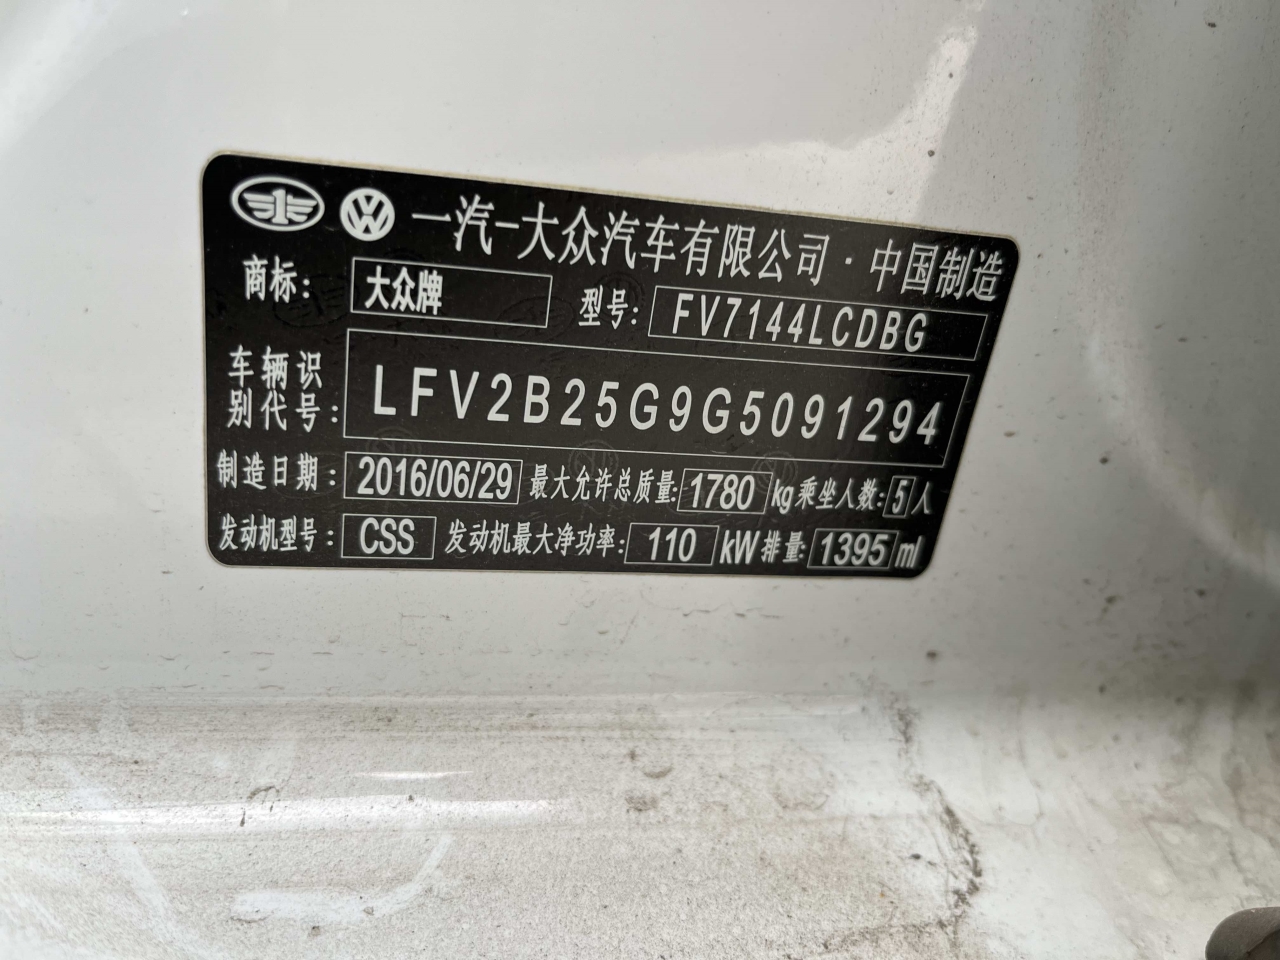 一汽-大众汽车有限公司·中国制造
商标: 大众牌 型号: FV7144LCDBG
车辆识别代号: LFV2B25G9G5091294
制造日期: 2016/06/29 最大允许总质量: 1780 kg 乘坐人数: 5 人
发动机型号: CSS 发动机最大净功率: 110 kW 排量: 1395 ml